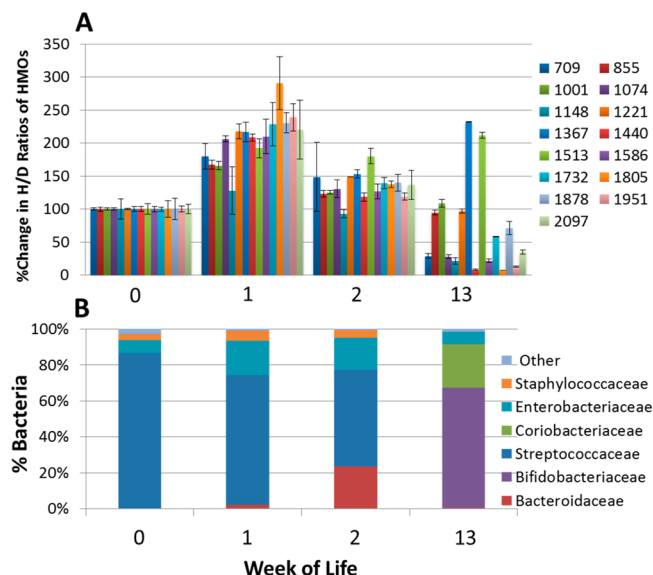 A
%Change in H/D Ratios of HMOs
350
300
250
200
150
100
50
0
0 1 2 13
709 855
1001 1074
1148 1221
1367 1440
1513 1586
1732 1805
1878 1951
2097
B
% Bacteria
100%
80%
60%
40%
20%
0%
0 1 2 13
Week of Life
Other
Staphylococcaceae
Enterobacteriaceae
Coriobacteriaceae
Streptococcaceae
Bifidobacteriaceae
Bacteroidaceae